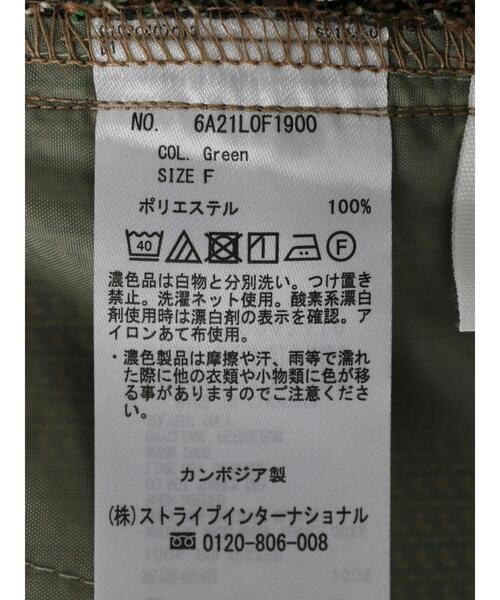 NO. 6A21L0F1900
COL. Green
SIZE F
ポリエステル 100%
40
F
濃色品は白物と分別洗い。つけ置き
禁止。洗濯ネット使用。酸素系漂白
剤使用時は漂白剤の表示を確認。ア
イロンあて布使用。
・濃色製品は摩擦や汗、雨等で濡れ
た際に他の衣類や小物類に色が移
る事がありますのでご注意くださ
い。
カンボジア製
(株)ストライプインターナショナル
0120-806-008